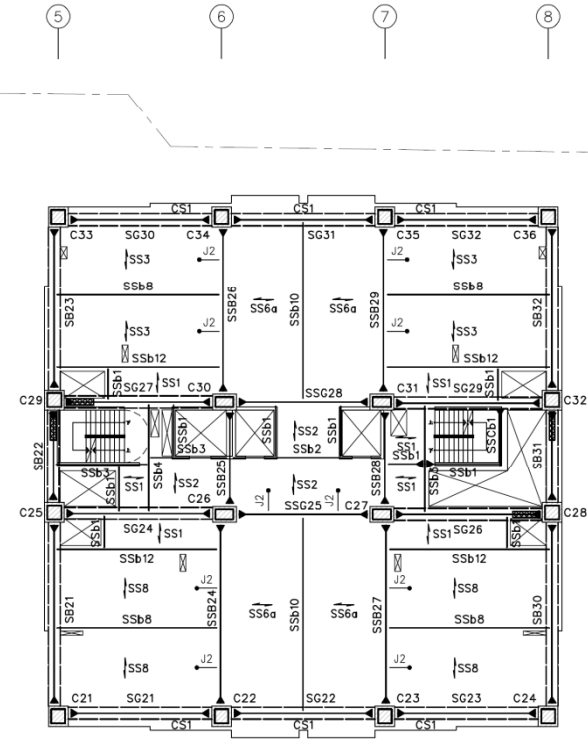 5 6 7 8
CS1 CS1 CS1
C33 SG30 C34 SG31 C35 SG32 C36
J2 J2
SS3 SS3
SSb8 SSb8
SB23 SSB26 SS6a SSb10 SS6a SSB29 SB32
J2 J2
SS3 SS3
SSb12 SSb12
SSb1 SS1 SS1 SSb1
C29 SG27 C30 SSG28 C31 SG29 C32
SSb1 SSb1 SSb1 SSCb1
SS2 SS1
SB22 SSb3 SSb4 SSb3 SSB25 SSb2 SSB28 SSb1 SSb1 SB31
SSb1 SS1 SS2 SS2 SS1
C25 C26 J2 SSG25 J2 C27 C28
SSb1 SG24 SS1 SS1 SG26 SSb1
SSb12 SSb12
J2 J2
SS8 SS8
SB21 SSB24 SS6a SSb10 SS6a SSB27 SB30
SSb8 SSb8
J2 J2
SS8 SS8
C21 SG21 C22 SG22 C23 SG23 C24
CS1 CS1 CS1